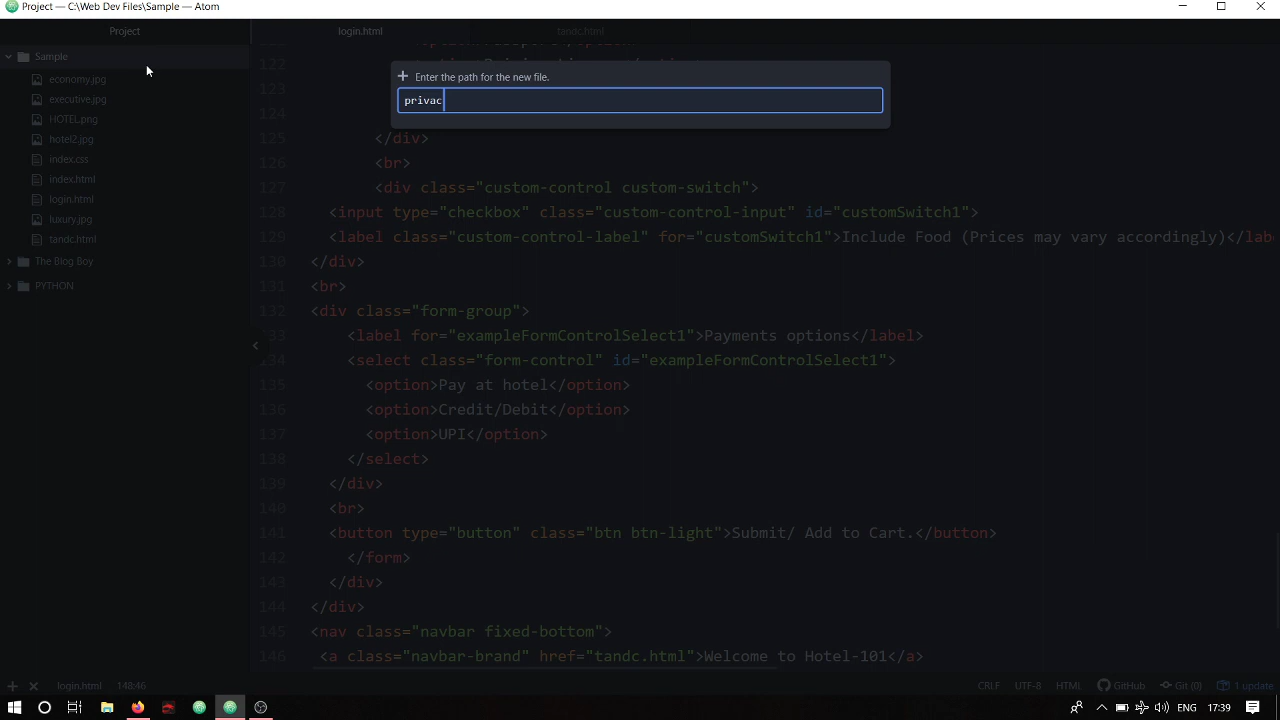 Project — C:\Web Dev Files\Sample — Atom
Project
login.html
tandc.html
Sample
economy.jpg
executive.jpg
HOTEL.png
hotel2.jpg
index.css
index.html
login.html
luxury.jpg
tandc.html
The Blog Boy
PYTHON
Enter the path for the new file.
privac
122
123
124
125 </div>
126 <br>
127 <div class="custom-control custom-switch">
128 <input type="checkbox" class="custom-control-input" id="customSwitch1">
129 <label class="custom-control-label" for="customSwitch1">Include Food (Prices may vary accordingly)</labe
130 </div>
131 <br>
132 <div class="form-group">
133 <label for="exampleFormControlSelect1">Payments options</label>
134 <select class="form-control" id="exampleFormControlSelect1">
135 <option>Pay at hotel</option>
136 <option>Credit/Debit</option>
137 <option>UPI</option>
138 </select>
139 </div>
140 <br>
141 <button type="button" class="btn btn-light">Submit/ Add to Cart.</button>
142 </form>
143 </div>
144 </div>
145 <nav class="navbar fixed-bottom">
146 <a class="navbar-brand" href="tandc.html">Welcome to Hotel-101</a>
login.html 148:46 CRLF UTF-8 HTML GitHub Git (0) 1 update
ENG 17:39